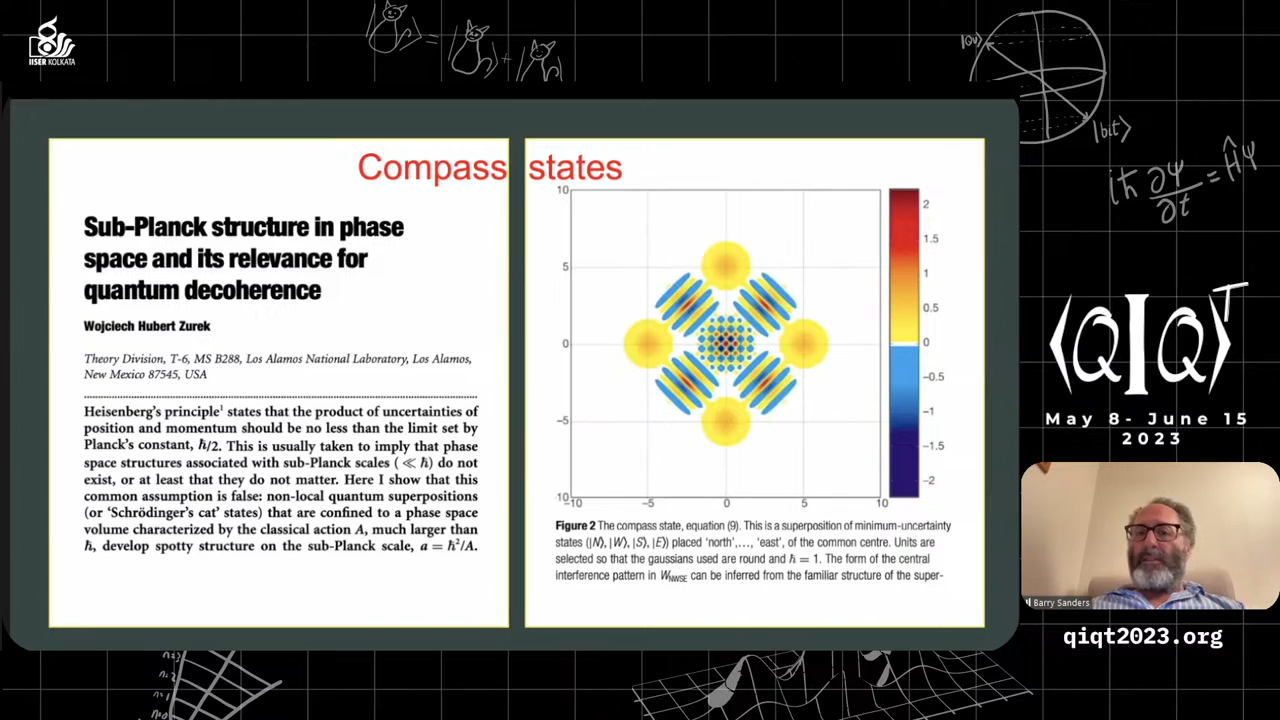 IISER KOLKATA
|Qu⟩
|bit⟩
iħ ∂ψ/∂t = Ĥψ
Compass states
Sub-Planck structure in phase
space and its relevance for
quantum decoherence
Wojciech Hubert Zurek
Theory Division, T-6, MS B288, Los Alamos National Laboratory, Los Alamos,
New Mexico 87545, USA
Heisenberg's principle¹ states that the product of uncertainties of
position and momentum should be no less than the limit set by
Planck's constant, ħ/2. This is usually taken to imply that phase
space structures associated with sub-Planck scales (≪ħ) do not
exist, or at least that they do not matter. Here I show that this
common assumption is false: non-local quantum superpositions
(or 'Schrödinger's cat' states) that are confined to a phase space
volume characterized by the classical action A, much larger than
ħ, develop spotty structure on the sub-Planck scale, a = ħ²/A.
10
5
0
−5
10
−10
−5
0
5
10
2
1.5
1
0.5
0
−0.5
−1
−1.5
−2
Figure 2 The compass state, equation (9). This is a superposition of minimum-uncertainty
states (|N⟩, |W⟩, |S⟩, |E⟩) placed 'north',..., 'east', of the common centre. Units are
selected so that the gaussians used are round and ħ = 1. The form of the central
interference pattern in W_NWSE can be inferred from the familiar structure of the super-
⟨QIQ⟩T
May 8- June 15
2023
Barry Sanders
qiqt2023.org
n=2
n=1
n=0